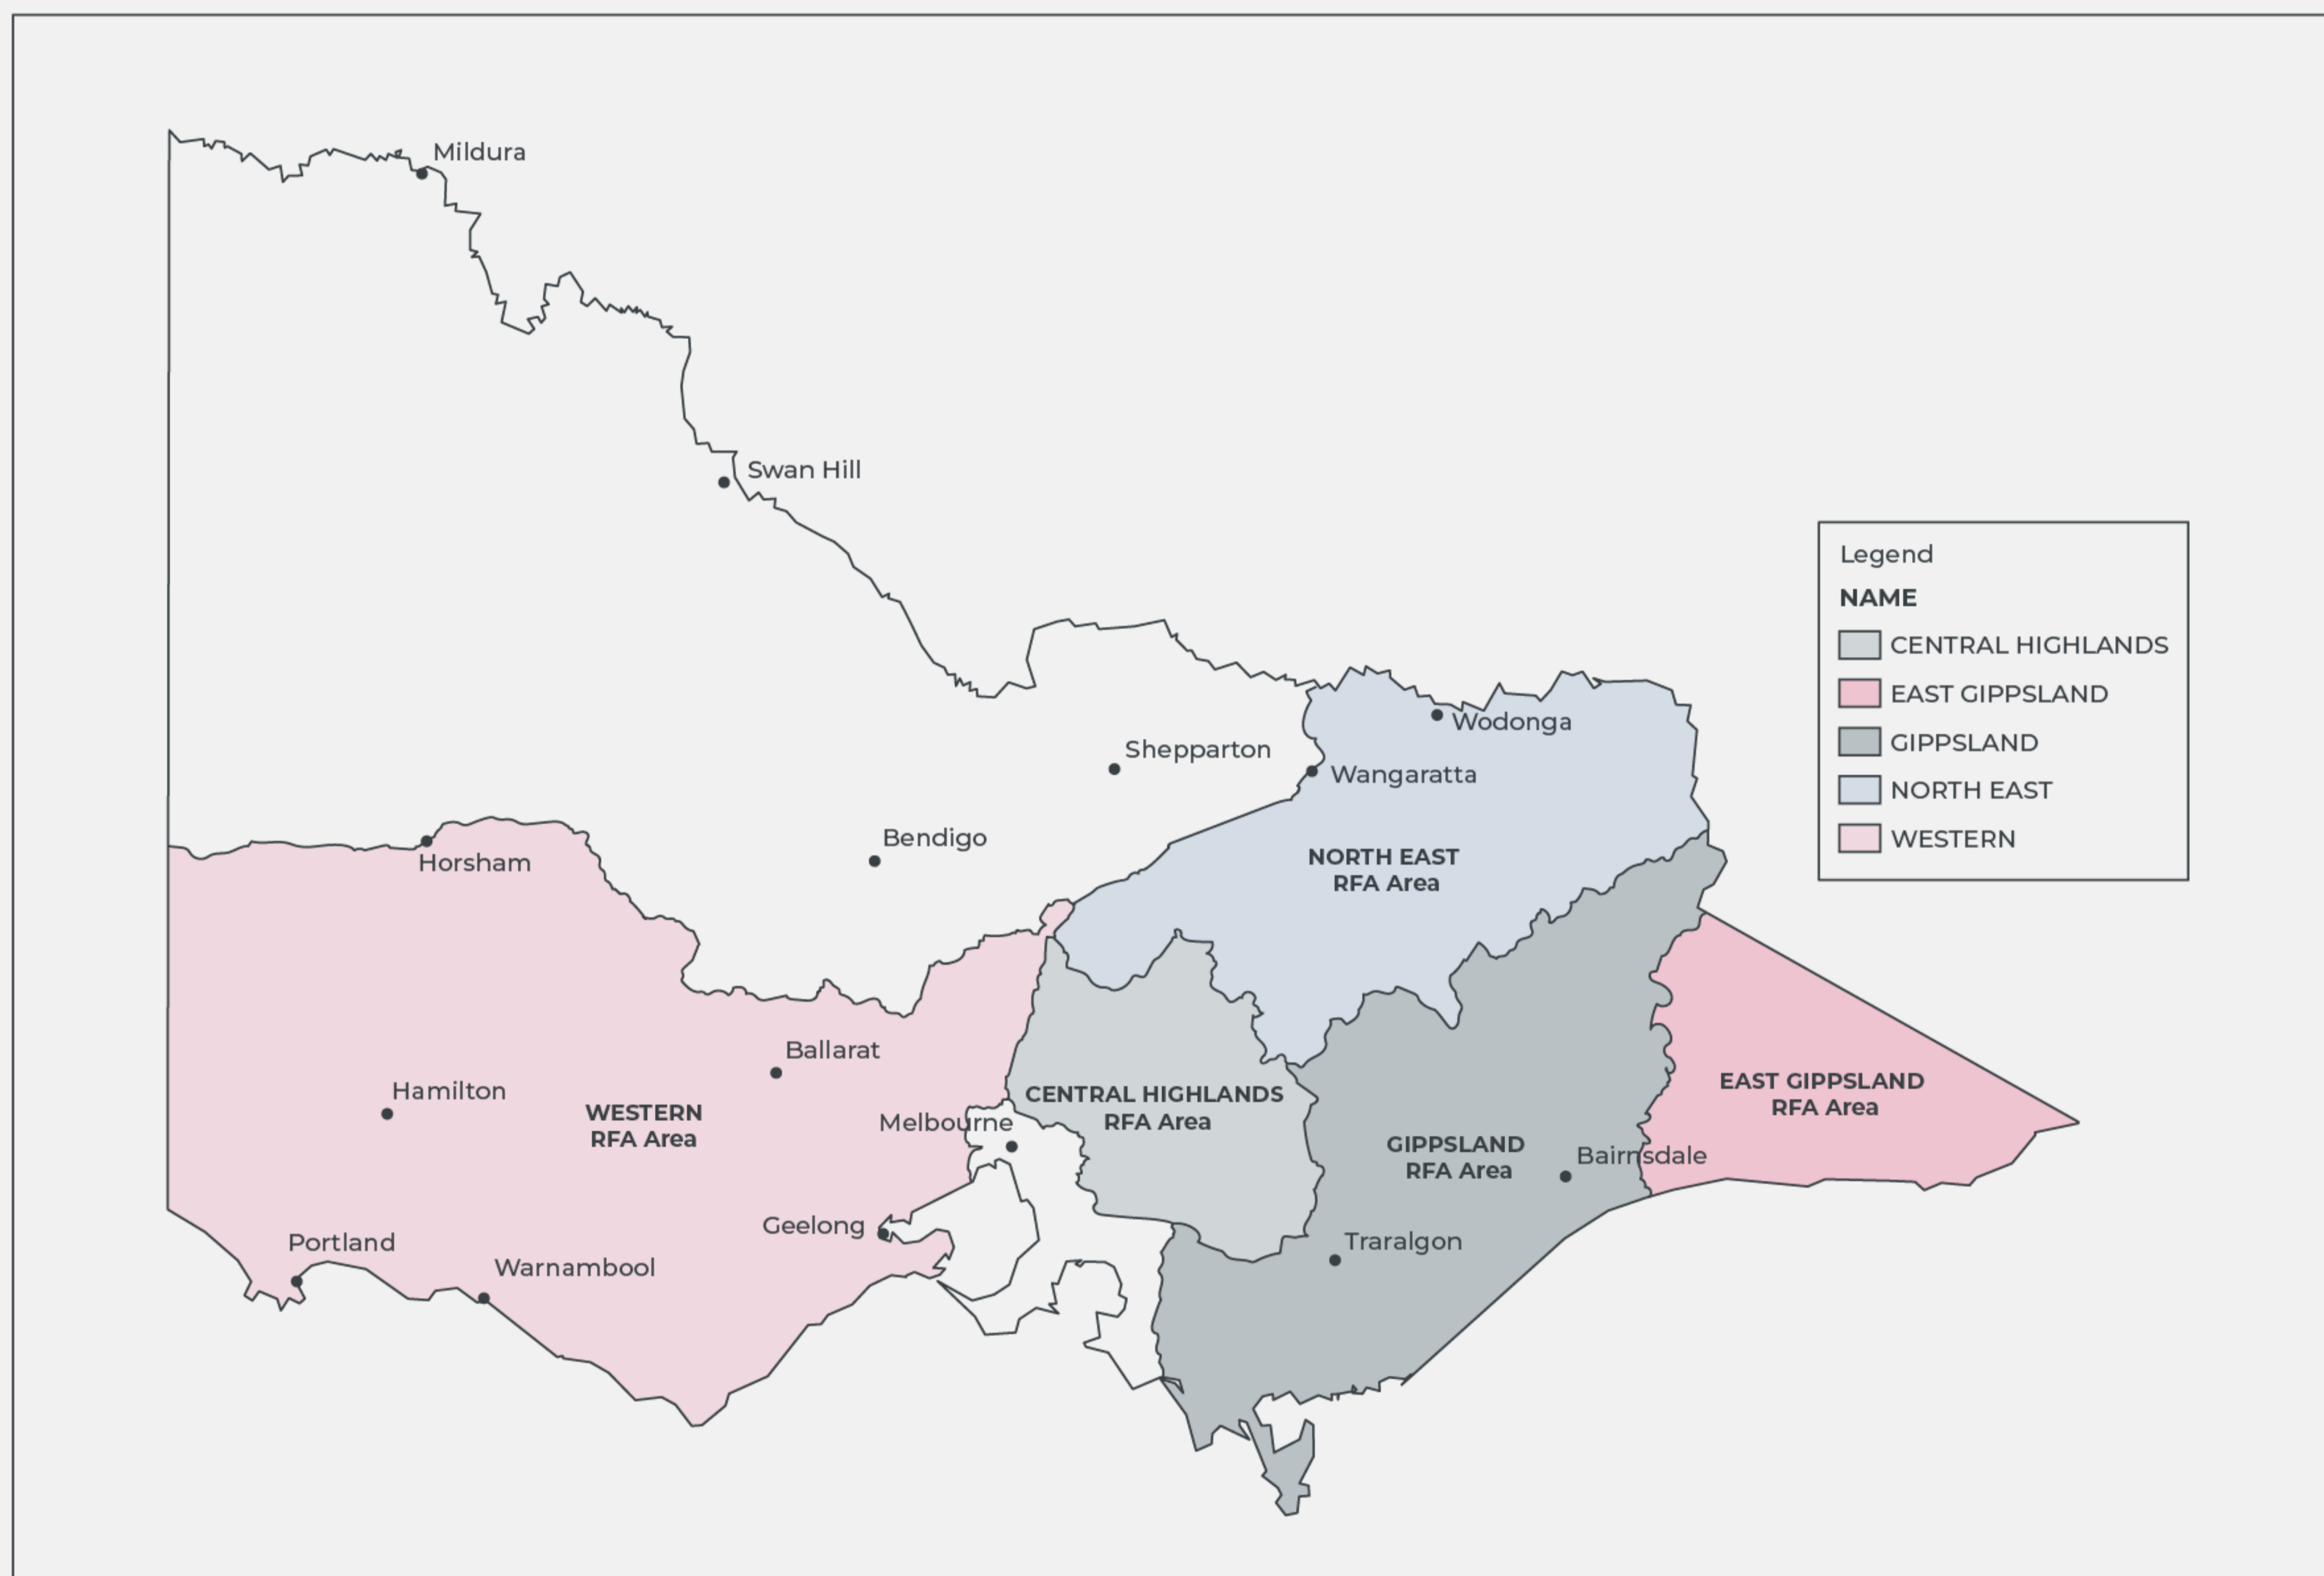 Mildura
Swan Hill
Legend
NAME
CENTRAL HIGHLANDS
EAST GIPPSLAND
GIPPSLAND
NORTH EAST
WESTERN
Wodonga
Shepparton
Wangaratta
Bendigo
Horsham
NORTH EAST
RFA Area
Ballarat
Hamilton
WESTERN
RFA Area
Melbourne
CENTRAL HIGHLANDS
RFA Area
EAST GIPPSLAND
RFA Area
GIPPSLAND
RFA Area
Bairnsdale
Geelong
Portland
Warnambool
Traralgon